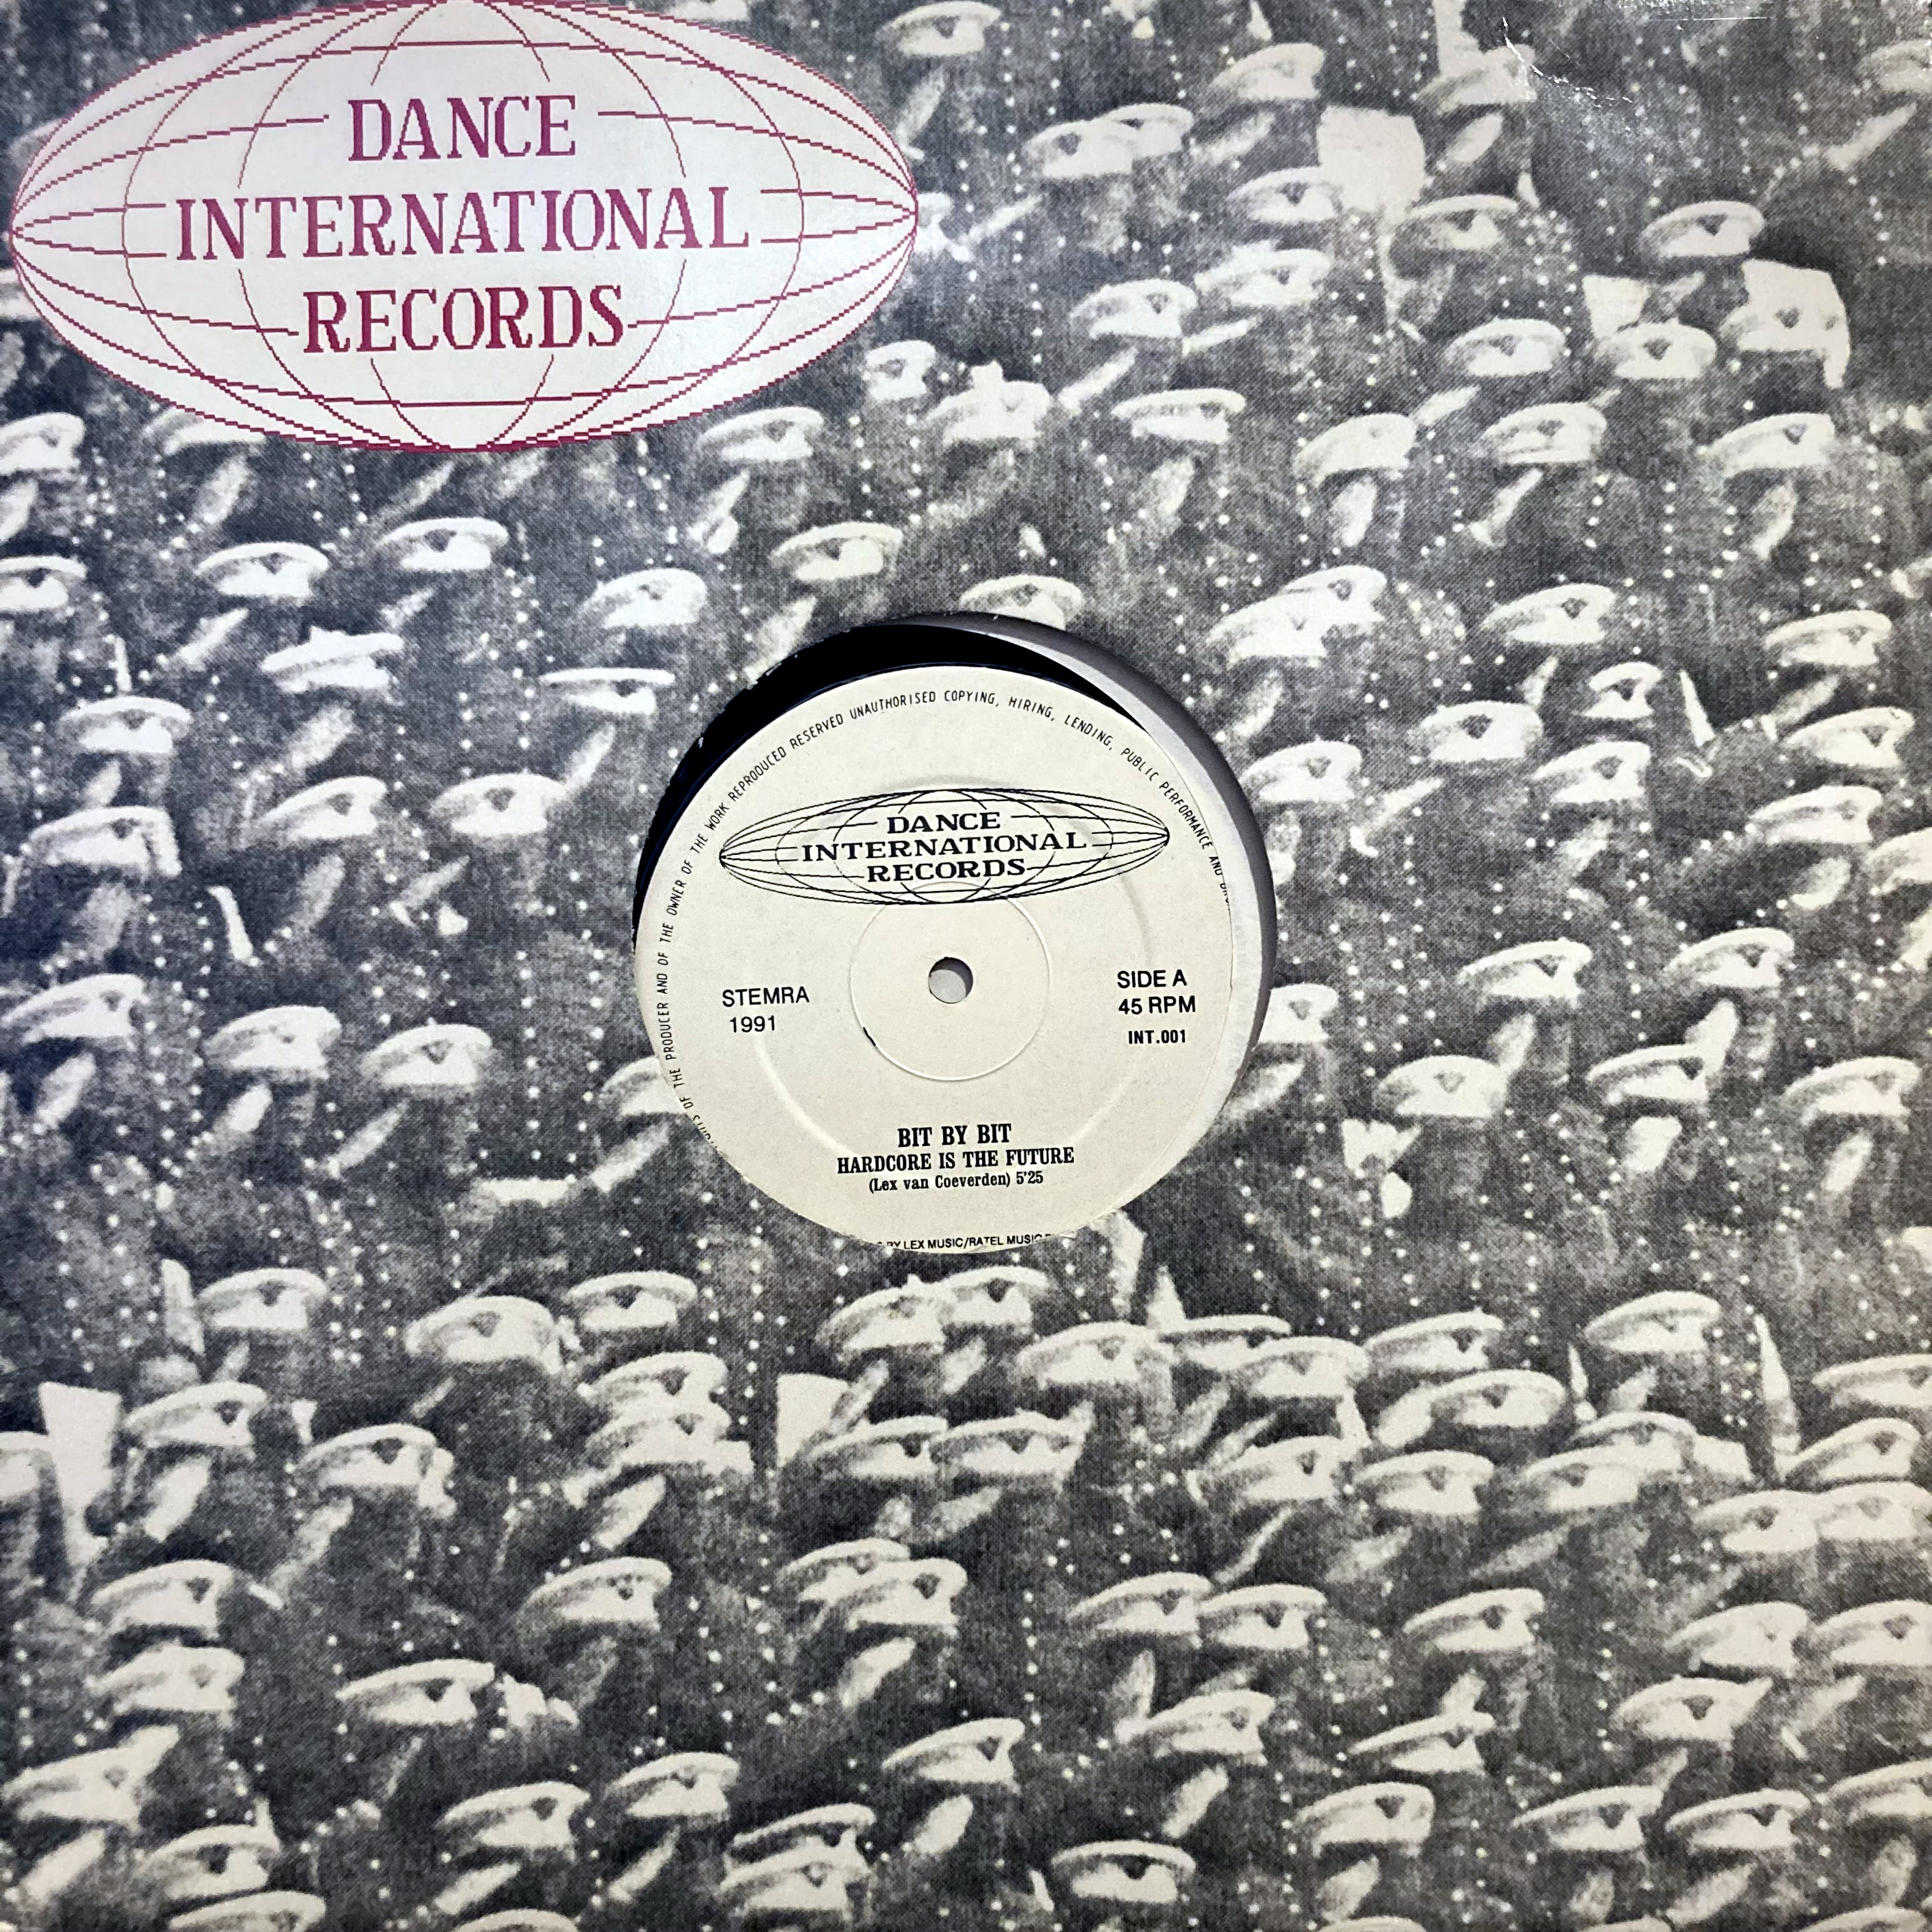 DANCE
INTERNATIONAL
RECORDS
OF THE PRODUCER AND OF THE OWNER OF THE WORK REPRODUCED RESERVED UNAUTHORISED COPYING, HIRING, LENDING, PUBLIC PERFORMANCE AND
DANCE
INTERNATIONAL
RECORDS
STEMRA
1991
SIDE A
45 RPM
INT.001
BIT BY BIT
HARDCORE IS THE FUTURE
(Lex van Coeverden) 5'25
BY LEX MUSIC/RATEL MUSIC